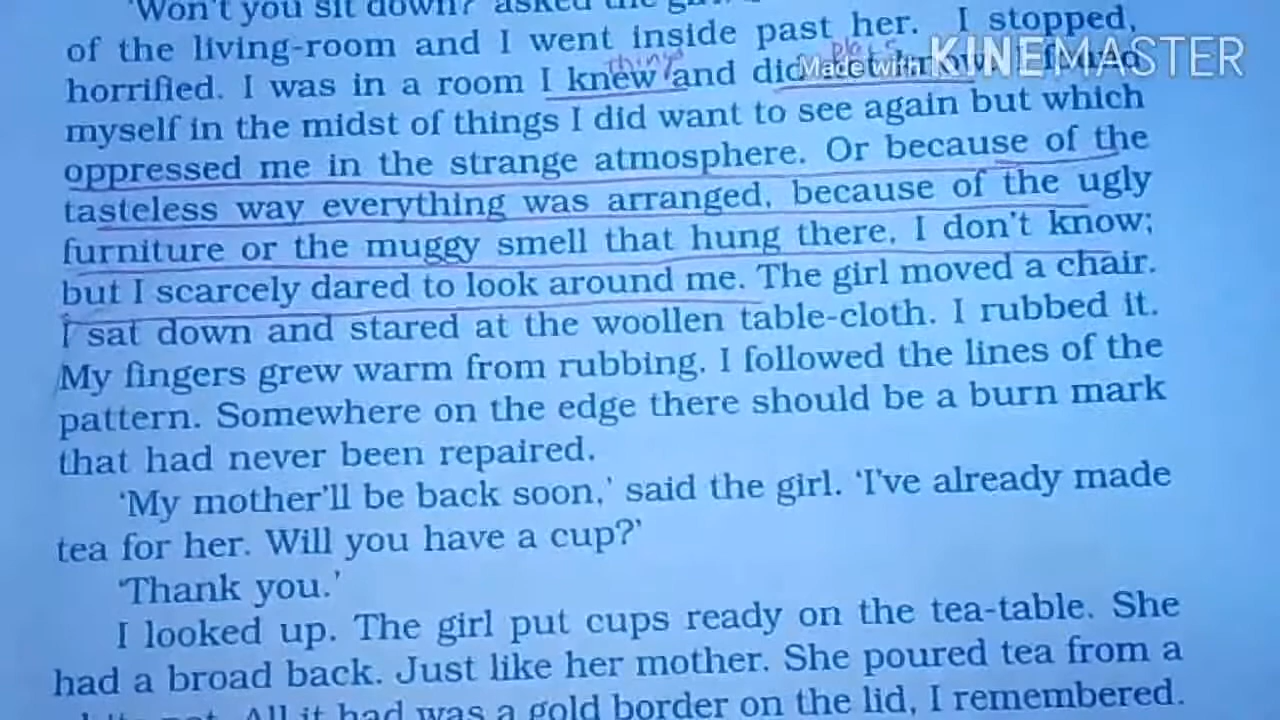 'Won't you sit down?' asked the
of the living-room and I went inside past her. I stopped,
things
plate
Made with KINEMASTER
horrified. I was in a room I knew and did
myself in the midst of things I did want to see again but which
oppressed me in the strange atmosphere. Or because of the
tasteless way everything was arranged, because of the ugly
furniture or the muggy smell that hung there, I don't know;
but I scarcely dared to look around me. The girl moved a chair.
I sat down and stared at the woollen table-cloth. I rubbed it.
My fingers grew warm from rubbing. I followed the lines of the
pattern. Somewhere on the edge there should be a burn mark
that had never been repaired.
'My mother'll be back soon,' said the girl. 'I've already made
tea for her. Will you have a cup?'
'Thank you.'
I looked up. The girl put cups ready on the tea-table. She
had a broad back. Just like her mother. She poured tea from a
All it had was a gold border on the lid, I remembered.